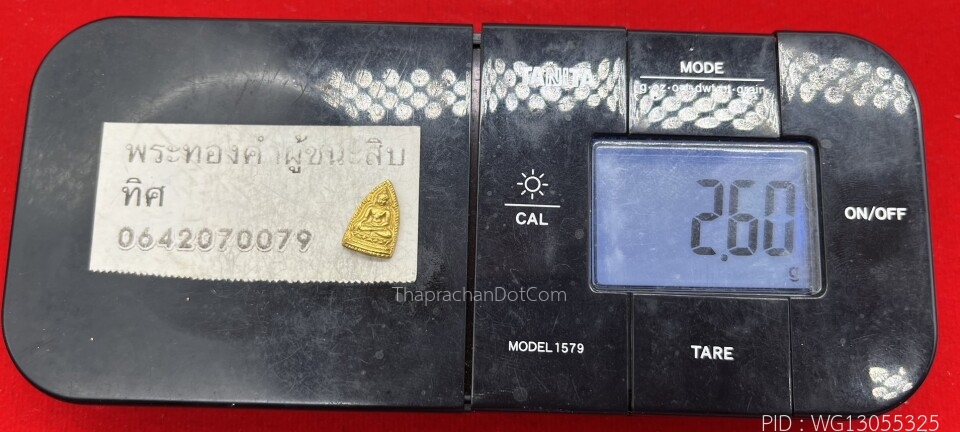 พระทองคำผู้ชนะสิบ
ทิศ
0642070079
ThaprachanDotCom
TANITA
CAL
MODEL 1579
MODE
2.60
g
TARE
ON/OFF
PID : WG13055325